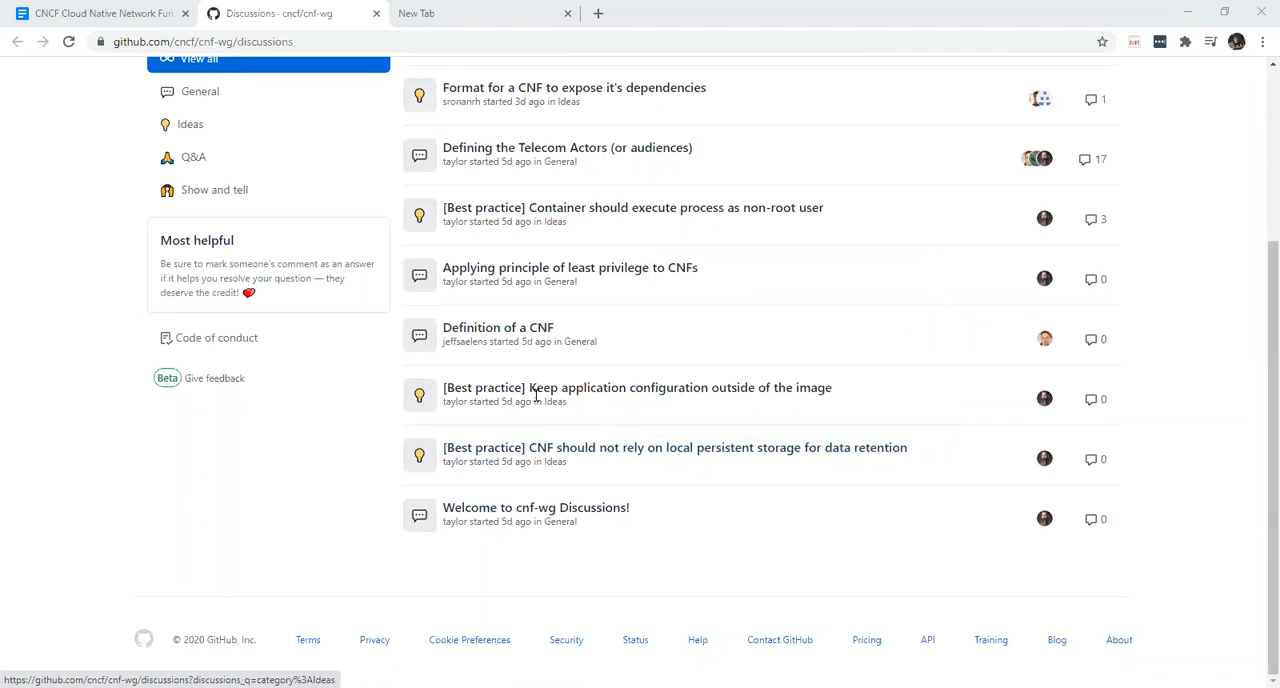 CNCF Cloud Native Network Fun
Discussions · cncf/cnf-wg
New Tab
github.com/cncf/cnf-wg/discussions
View all
General
Ideas
Q&A
Show and tell
Most helpful
Be sure to mark someone's comment as an answer
if it helps you resolve your question — they
deserve the credit!
Code of conduct
Beta Give feedback
Format for a CNF to expose it's dependencies
sronanrh started 3d ago in Ideas
1
Defining the Telecom Actors (or audiences)
taylor started 5d ago in General
17
[Best practice] Container should execute process as non-root user
taylor started 5d ago in Ideas
3
Applying principle of least privilege to CNFs
taylor started 5d ago in General
0
Definition of a CNF
jeffsaelens started 5d ago in General
0
[Best practice] Keep application configuration outside of the image
taylor started 5d ago in Ideas
0
[Best practice] CNF should not rely on local persistent storage for data retention
taylor started 5d ago in Ideas
0
Welcome to cnf-wg Discussions!
taylor started 5d ago in General
0
© 2020 GitHub, Inc.
Terms
Privacy
Cookie Preferences
Security
Status
Help
Contact GitHub
Pricing
API
Training
Blog
About
https://github.com/cncf/cnf-wg/discussions?discussions_q=category%3AIdeas